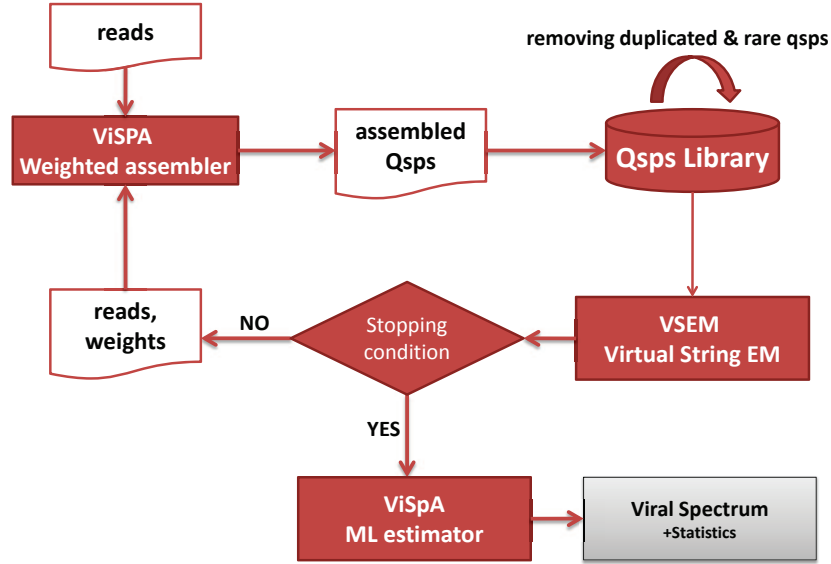 reads
removing duplicated & rare qsps
ViSPA
Weighted assembler
assembled
Qsps
Qsps Library
reads,
weights
NO
Stopping
condition
VSEM
Virtual String EM
YES
ViSpA
ML estimator
Viral Spectrum
+Statistics